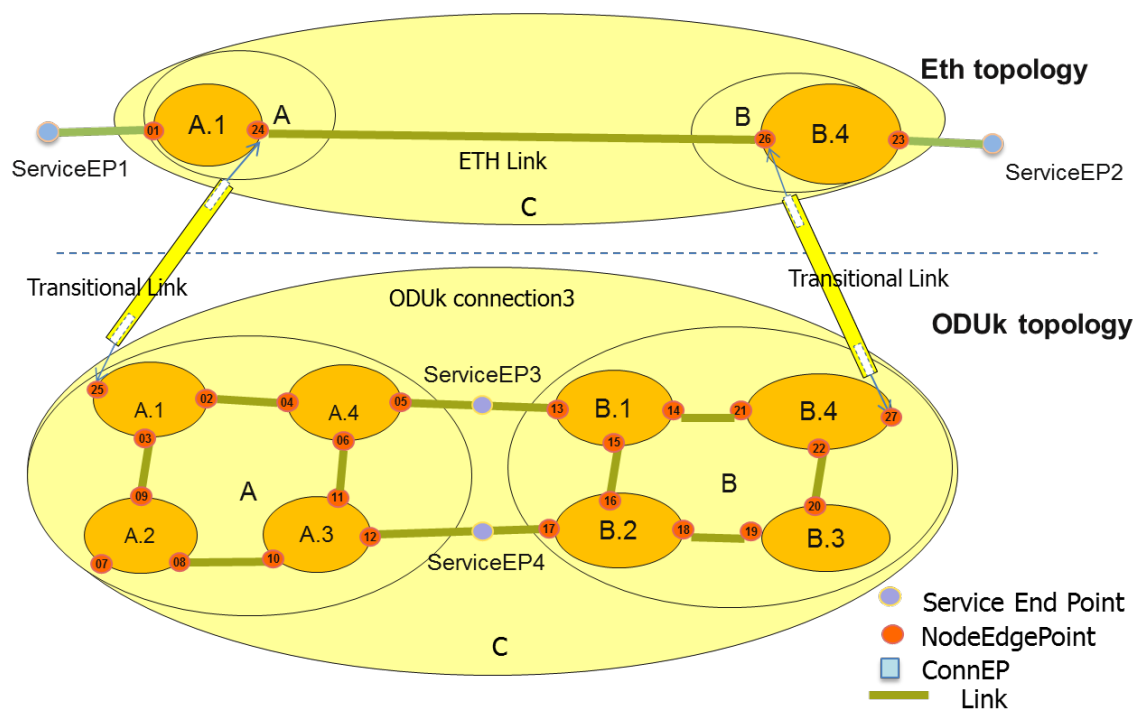 Eth topology
A.1
A
B
B.4
01
24
26
23
ETH Link
ServiceEP1
ServiceEP2
C
Transitional Link
Transitional Link
ODUk connection3
ODUk topology
ServiceEP3
25
A.1
02
04
A.4
05
13
B.1
14
21
B.4
27
03
06
15
22
A
B
09
11
16
20
A.2
A.3
12
17
B.2
18
19
B.3
07
08
10
ServiceEP4
C
Service End Point
NodeEdgePoint
ConnEP
Link